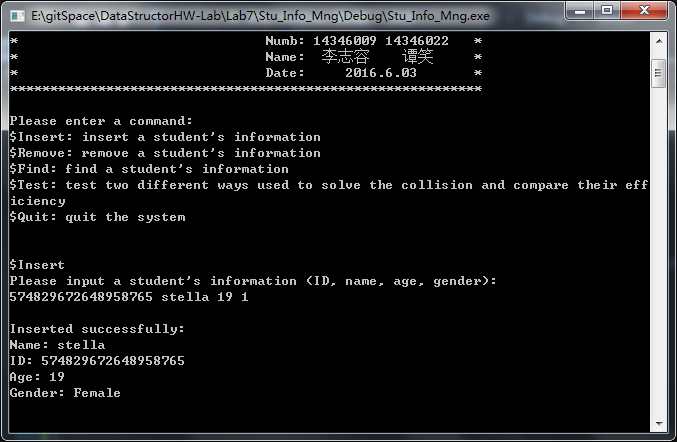 E:\gitSpace\DataStructorHW-Lab\Lab7\Stu_Info_Mng\Debug\Stu_Info_Mng.exe
* Numb: 14346009 14346022 *
* Name: 李志容 谭笑 *
* Date: 2016.6.03 *
***********************************************************
Please enter a command:
$Insert: insert a student's information
$Remove: remove a student's information
$Find: find a student's information
$Test: test two different ways used to solve the collision and compare their eff
iciency
$Quit: quit the system
$Insert
Please input a student's information (ID, name, age, gender):
574829672648958765 stella 19 1
Inserted successfully:
Name: stella
ID: 574829672648958765
Age: 19
Gender: Female